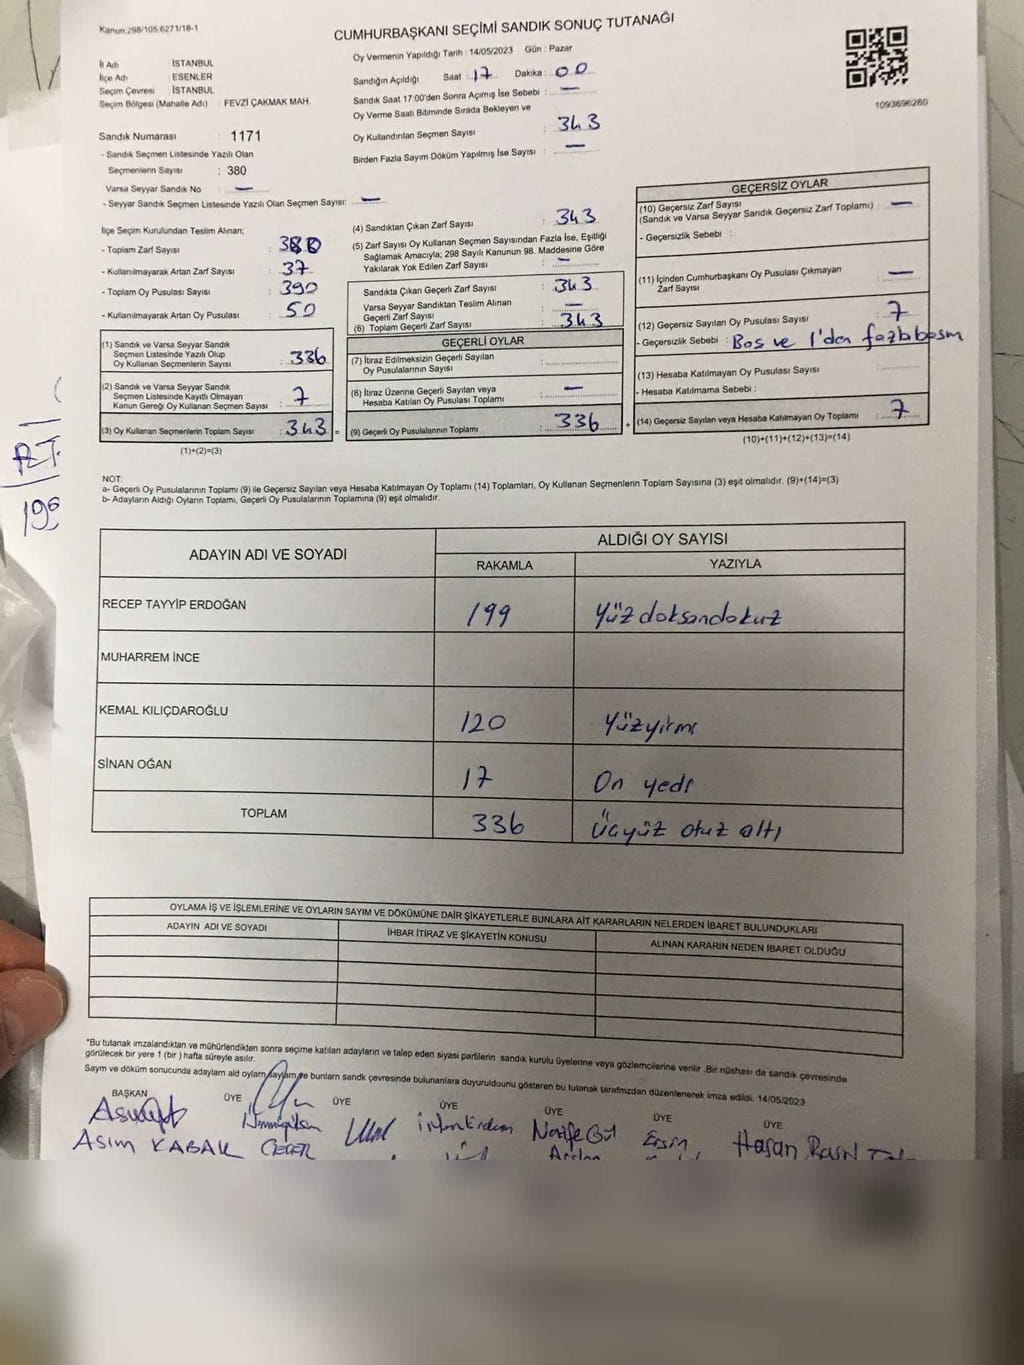 Kanun.298/105.6271/18-1
CUMHURBAŞKANI SEÇİMİ SANDIK SONUÇ TUTANAĞI
Oy Vermenin Yapıldığı Tarih : 14/05/2023 Gün : Pazar
İl Adı İSTANBUL
İlçe Adı : ESENLER
Seçim Çevresi : İSTANBUL
Seçim Bölgesi (Mahalle Adı) : FEVZİ ÇAKMAK MAH.
Sandığın Açıldığı Saat : 17 Dakika : 00
Sandık Saat 17:00'den Sonra Açımış İse Sebebi : —
Oy Verme Saati Bitiminde Sırada Bekleyen ve
Oy Kullandırılan Seçmen Sayısı : 343
Birden Fazla Sayım Döküm Yapılmış İse Sayısı : —
1093696260
Sandık Numarası : 1171
- Sandık Seçmen Listesinde Yazılı Olan
Seçmenlerin Sayısı : 380
Varsa Seyyar Sandık No : —
- Seyyar Sandık Seçmen Listesinde Yazılı Olan Seçmen Sayısı: —
İlçe Seçim Kurulundan Teslim Alınan;
- Toplam Zarf Sayısı : 380
- Kullanılmayarak Artan Zarf Sayısı : 37
- Toplam Oy Pusulası Sayısı : 390
- Kullanılmayarak Artan Oy Pusulası : 50
(1) Sandık ve Varsa Seyyar Sandık
Seçmen Listesinde Yazılı Olup
Oy Kullanan Seçmenlerin Sayısı : 336
(2) Sandık ve Varsa Seyyar Sandık
Seçmen Listesinde Kayıtlı Olmayan
Kanun Gereği Oy Kullanan Seçmen Sayısı : 7
(3) Oy Kullanan Seçmenlerin Toplam Sayısı : 343 =
(1)+(2)=(3)
(4) Sandıktan Çıkan Zarf Sayısı : 343
(5) Zarf Sayısı Oy Kullanan Seçmen Sayısından Fazla İse, Eşitliği
Sağlamak Amacıyla; 298 Sayılı Kanunun 98. Maddesine Göre
Yakılarak Yok Edilen Zarf Sayısı : —
Sandıkta Çıkan Geçerli Zarf Sayısı : 343
Varsa Seyyar Sandıktan Teslim Alınan
Geçerli Zarf Sayısı : —
(6) Toplam Geçerli Zarf Sayısı : 343
GEÇERLİ OYLAR
(7) İtiraz Edilmeksizin Geçerli Sayılan
Oy Pusulalarının Sayısı :
(8) İtiraz Üzerine Geçerli Sayılan veya
Hesaba Katılan Oy Pusulası Toplamı : —
(9) Geçerli Oy Pusulalarının Toplamı : 336 +
GEÇERSİZ OYLAR
(10) Geçersiz Zarf Sayısı
(Sandık ve Varsa Seyyar Sandık Geçersiz Zarf Toplamı) : —
- Geçersizlik Sebebi :
(11) İçinden Cumhurbaşkanı Oy Pusulası Çıkmayan
Zarf Sayısı : —
(12) Geçersiz Sayılan Oy Pusulası Sayısı : 7
- Geçersizlik Sebebi : Boş ve 1'den fazla basım
(13) Hesaba Katılmayan Oy Pusulası Sayısı
- Hesaba Katılmama Sebebi :
(14) Geçersiz Sayılan veya Hesaba Katılmayan Oy Toplamı : 7
(10)+(11)+(12)+(13)=(14)
NOT:
a- Geçerli Oy Pusulalarının Toplamı (9) ile Geçersiz Sayılan veya Hesaba Katılmayan Oy Toplamı (14) Toplamları, Oy Kullanan Seçmenlerin Toplam Sayısına (3) eşit olmalıdır. (9)+(14)=(3)
b- Adayların Aldığı Oyların Toplamı, Geçerli Oy Pusulalarının Toplamına (9) eşit olmalıdır.
ADAYIN ADI VE SOYADI ALDIĞI OY SAYISI
RAKAMLA YAZIYLA
RECEP TAYYİP ERDOĞAN 199 Yüz doksandokuz
MUHARREM İNCE
KEMAL KILIÇDAROĞLU 120 Yüzyirmi
SİNAN OĞAN 17 On yedi
TOPLAM 336 Üçyüz otuz altı
OYLAMA İŞ VE İŞLEMLERİNE VE OYLARIN SAYIM VE DÖKÜMÜNE DAİR ŞİKAYETLERLE BUNLARA AİT KARARLARIN NELERDEN İBARET BULUNDUKLARI
ADAYIN ADI VE SOYADI İHBAR İTİRAZ VE ŞİKAYETİN KONUSU ALINAN KARARIN NEDEN İBARET OLDUĞU
*Bu tutanak imzalandıktan ve mühürlendikten sonra seçime katılan adayların ve talep eden siyasi partilerin sandık kurulu üyelerine veya gözlemcilerine verilir .Bir nüshası da sandık çevresinde
görülecek bir yere 1 (bir ) hafta süreyle asılır.
Sayım ve döküm sonucunda adayların ald oyların sayların ve bunların sandk çevresinde bulunanlara duyurulduunu gösteren bu tutanak tarafmzdan düzenlenerek imza edildi. 14/05/2023
BAŞKAN ÜYE ÜYE ÜYE ÜYE ÜYE ÜYE
ASIM KABAK Nazife Gül Ersin Hasan